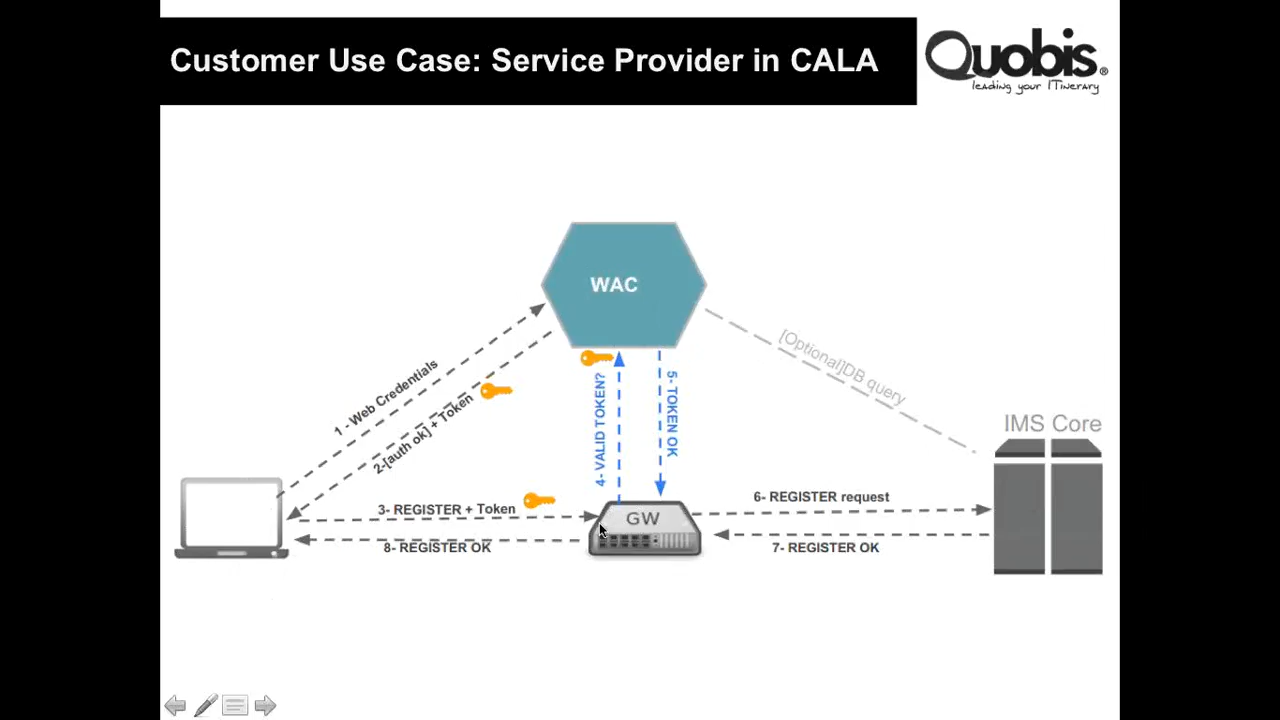 Customer Use Case: Service Provider in CALA
Quobis®
leading your ITinerary
WAC
[Optional]DB query
1 - Web Credentials
2-[auth ok] + Token
4- VALID TOKEN?
5- TOKEN OK
IMS Core
3- REGISTER + Token
GW
6- REGISTER request
8- REGISTER OK
7- REGISTER OK